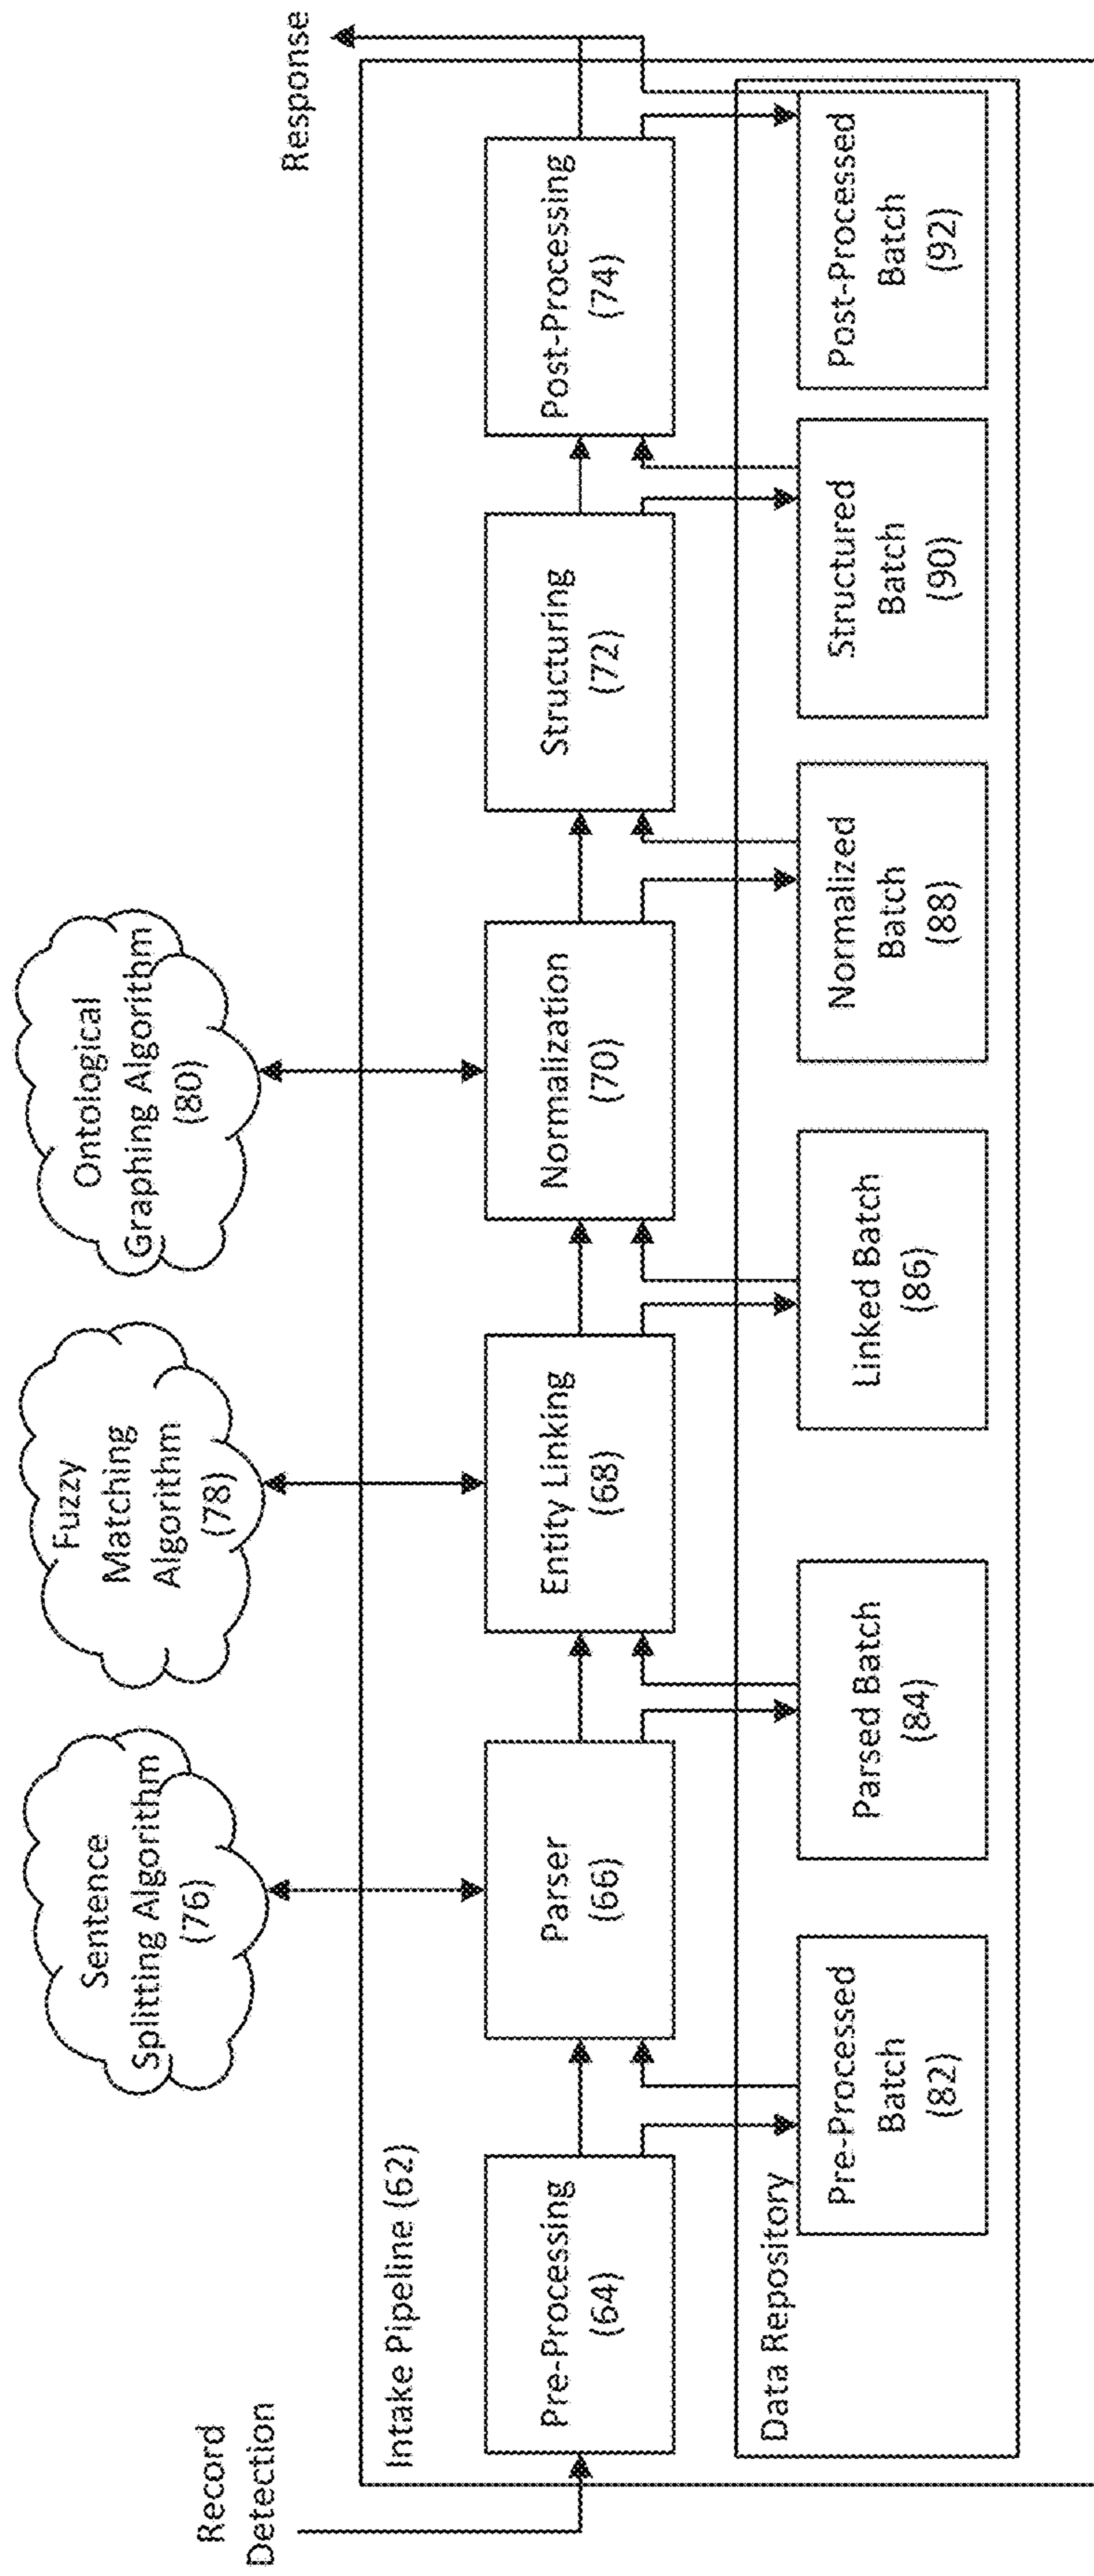 Record
Detection
Response
Sentence
Splitting Algorithm
(76)
Fuzzy
Matching
Algorithm
(78)
Ontological
Graphing Algorithm
(80)
Intake Pipeline (62)
Pre-Processing
(64)
Parser
(66)
Entity Linking
(68)
Normalization
(70)
Structuring
(72)
Post-Processing
(74)
Data Repository
Pre-Processed
Batch
(82)
Parsed Batch
(84)
Linked Batch
(86)
Normalized
Batch
(88)
Structured
Batch
(90)
Post-Processed
Batch
(92)